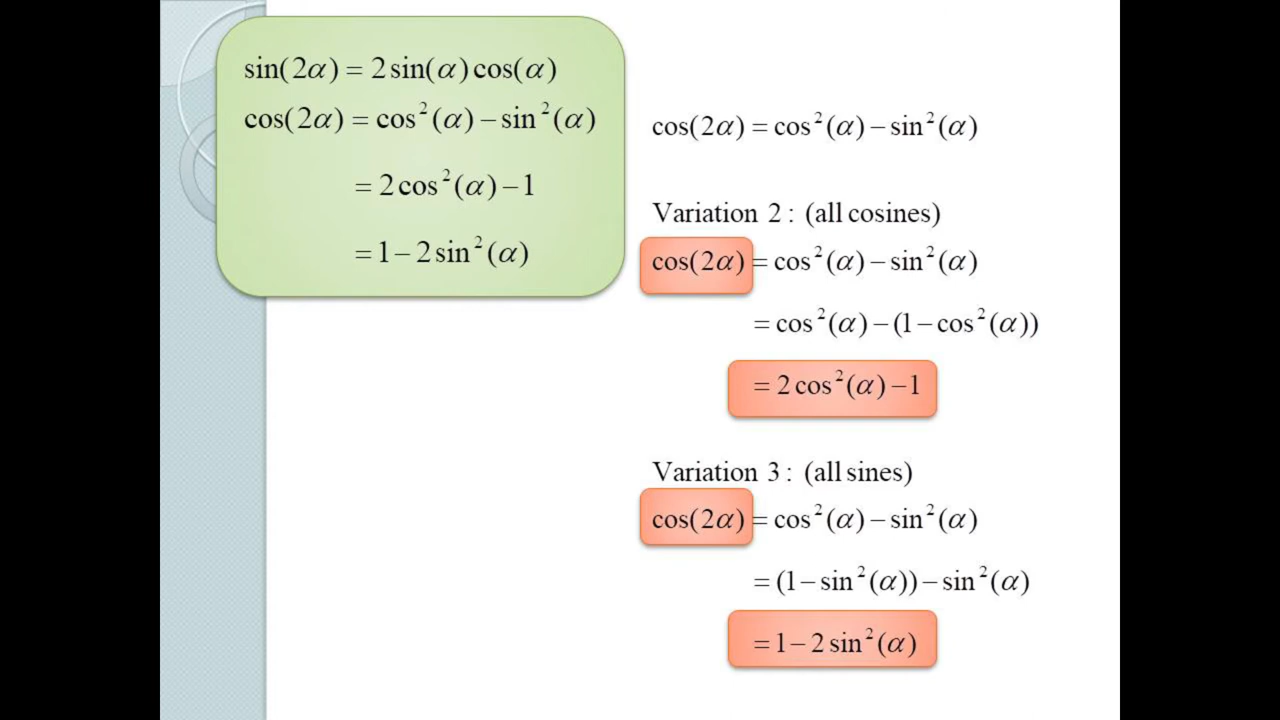 sin(2α) = 2 sin(α) cos(α)
cos(2α) = cos²(α) − sin²(α)
= 2 cos²(α) − 1
= 1 − 2 sin²(α)
cos(2α) = cos²(α) − sin²(α)
Variation 2 : (all cosines)
cos(2α) = cos²(α) − sin²(α)
= cos²(α) − (1 − cos²(α))
= 2 cos²(α) − 1
Variation 3 : (all sines)
cos(2α) = cos²(α) − sin²(α)
= (1 − sin²(α)) − sin²(α)
= 1 − 2 sin²(α)